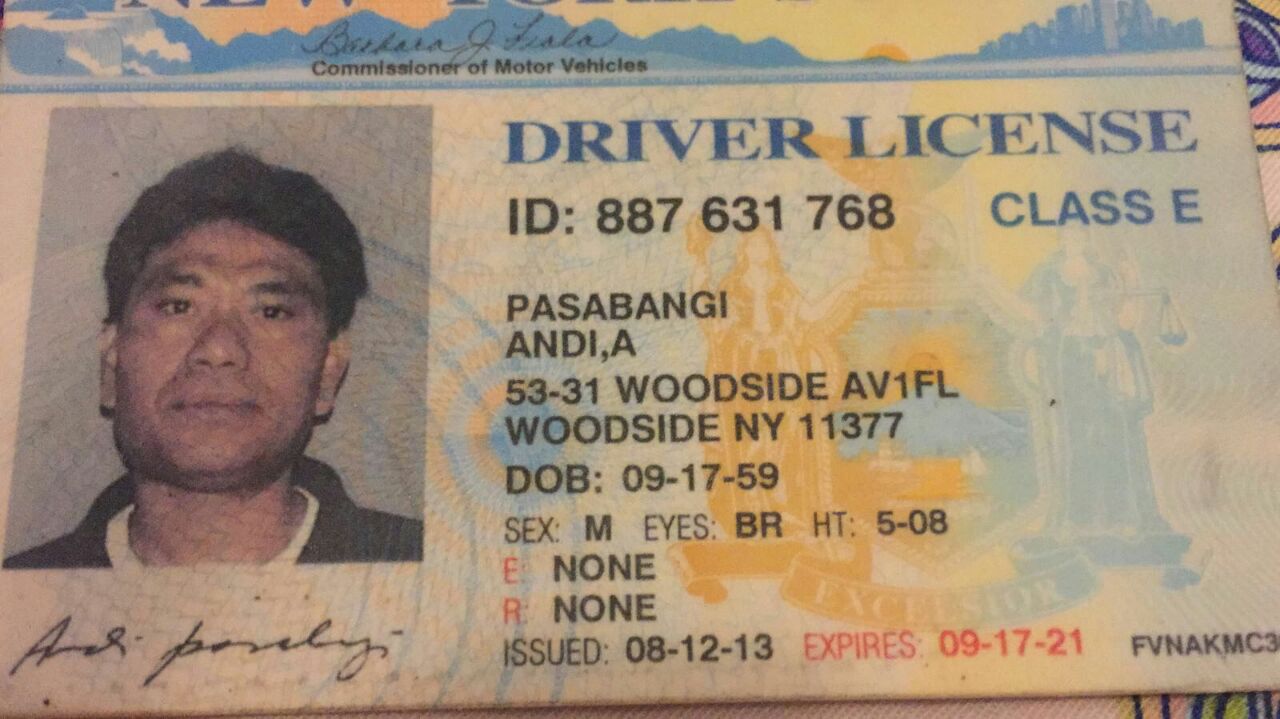 NEW YORK
Barbara J. Fiala
Commissioner of Motor Vehicles
DRIVER LICENSE
ID: 887 631 768
CLASS E
PASABANGI
ANDI,A
53-31 WOODSIDE AV1FL
WOODSIDE NY 11377
DOB: 09-17-59
SEX: M EYES: BR HT: 5-08
E: NONE
R: NONE
ISSUED: 08-12-13 EXPIRES: 09-17-21 FVNAKMC3
EXCELSIOR
Andi pasabangi